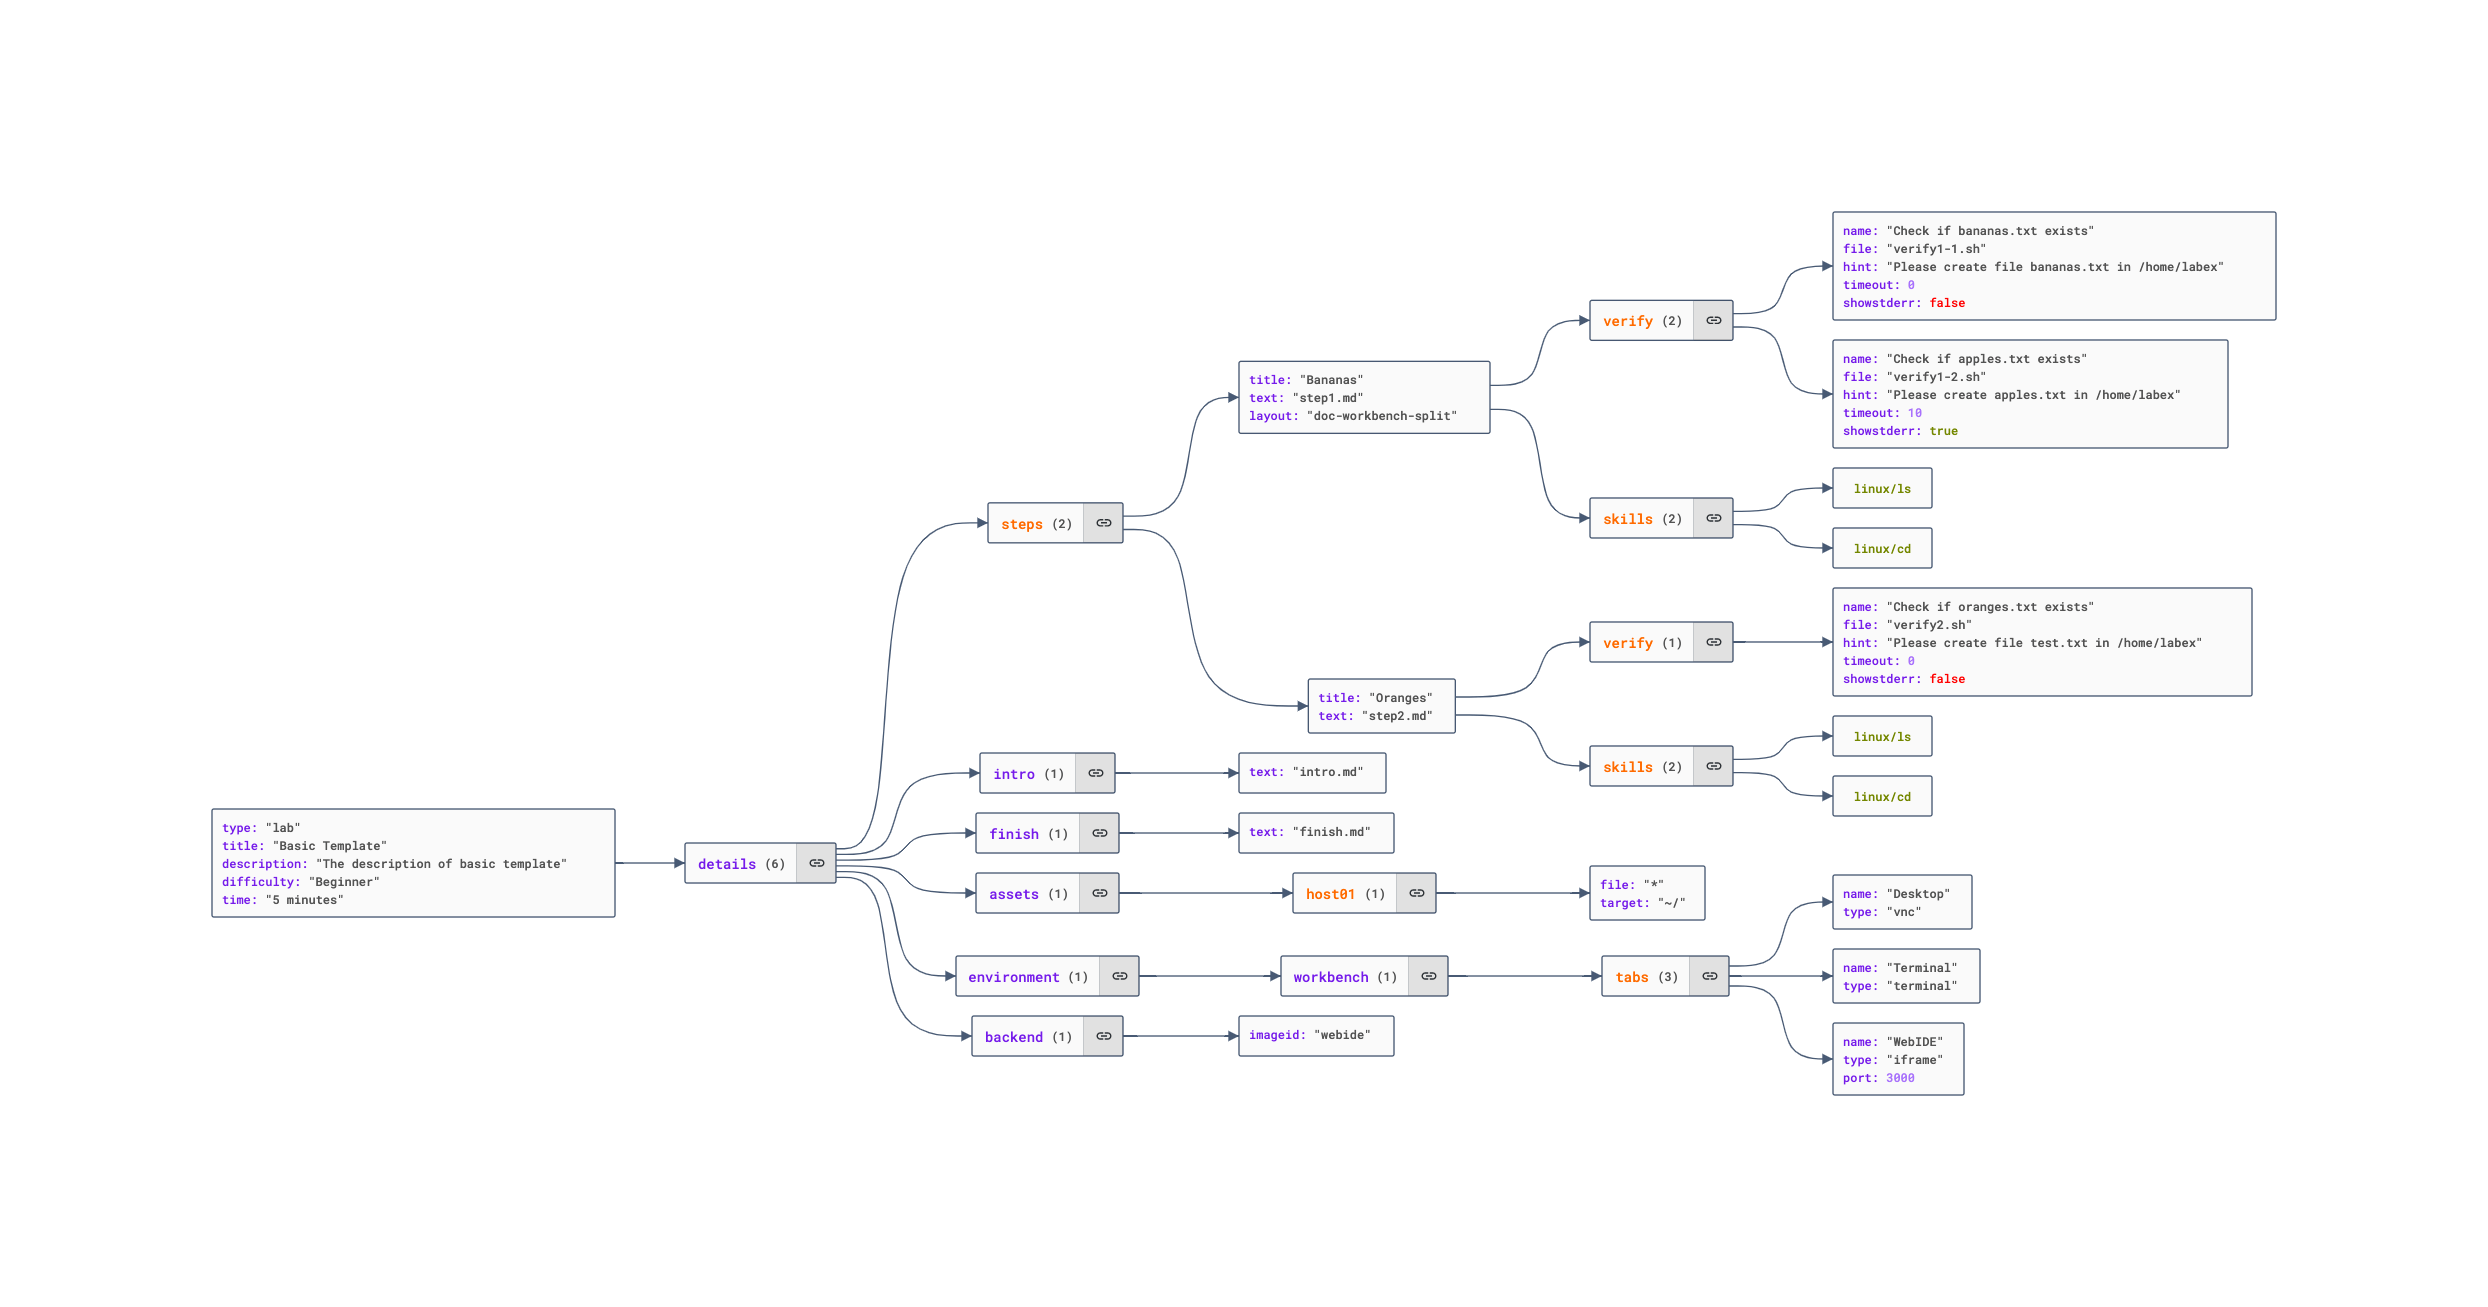 type: "lab"
title: "Basic Template"
description: "The description of basic template"
difficulty: "Beginner"
time: "5 minutes"
details (6)
steps (2)
title: "Bananas"
text: "step1.md"
layout: "doc-workbench-split"
verify (2)
name: "Check if bananas.txt exists"
file: "verify1-1.sh"
hint: "Please create file bananas.txt in /home/labex"
timeout: 0
showstderr: false
name: "Check if apples.txt exists"
file: "verify1-2.sh"
hint: "Please create apples.txt in /home/labex"
timeout: 10
showstderr: true
skills (2)
linux/ls
linux/cd
title: "Oranges"
text: "step2.md"
verify (1)
name: "Check if oranges.txt exists"
file: "verify2.sh"
hint: "Please create file test.txt in /home/labex"
timeout: 0
showstderr: false
skills (2)
linux/ls
linux/cd
intro (1)
text: "intro.md"
finish (1)
text: "finish.md"
assets (1)
host01 (1)
file: "*"
target: "~/"
environment (1)
workbench (1)
tabs (3)
name: "Desktop"
type: "vnc"
name: "Terminal"
type: "terminal"
name: "WebIDE"
type: "iframe"
port: 3000
backend (1)
imageid: "webide"